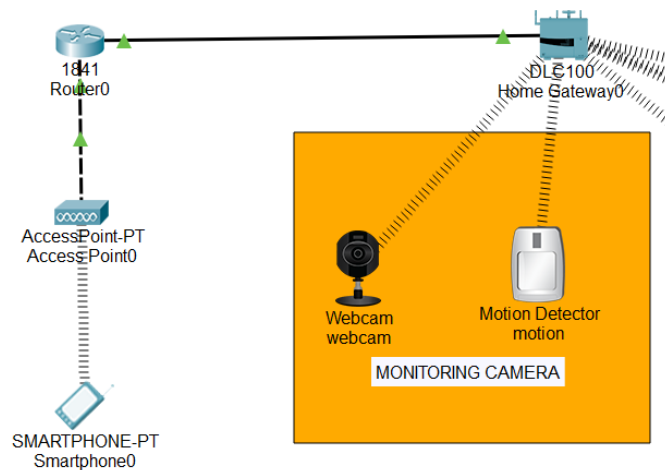 1841
Router0
DLC100
Home Gateway0
AccessPoint-PT
Access Point0
Webcam
webcam
Motion Detector
motion
MONITORING CAMERA
SMARTPHONE-PT
Smartphone0